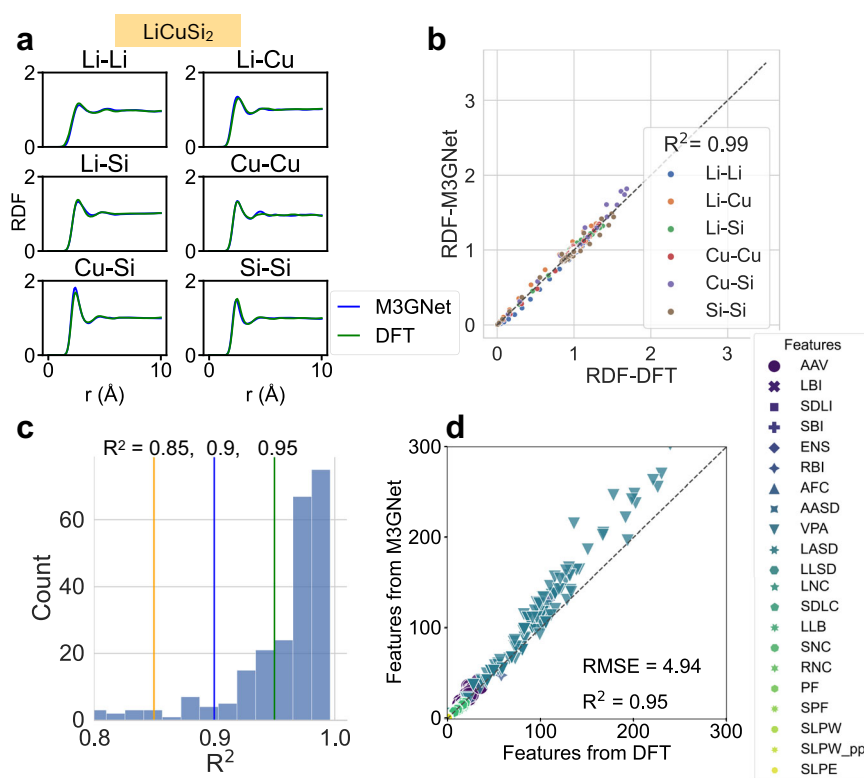 LiCuSi₂
a
Li-Li
Li-Cu
2
0
Li-Si
Cu-Cu
2
0
RDF
Cu-Si
Si-Si
2
0
0 10 0 10
r (Å) r (Å)
M3GNet
DFT
b
3
2
1
0
0 1 2 3
RDF-M3GNet
RDF-DFT
R²= 0.99
Li-Li
Li-Cu
Li-Si
Cu-Cu
Cu-Si
Si-Si
c
R² = 0.85, 0.9, 0.95
60
40
20
0
0.8 0.9 1.0
Count
R²
d
300
200
100
0
0 100 200 300
Features from M3GNet
Features from DFT
RMSE = 4.94
R² = 0.95
Features
AAV
LBI
SDLI
SBI
ENS
RBI
AFC
AASD
VPA
LASD
LLSD
LNC
SDLC
LLB
SNC
RNC
PF
SPF
SLPW
SLPW_pp
SLPE